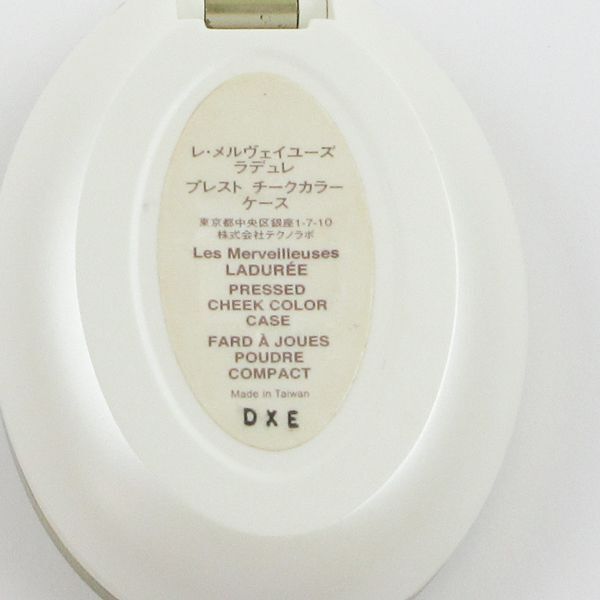 レ・メルヴェイユーズ
ラデュレ
プレスト チークカラー
ケース
東京都中央区銀座1-7-10
株式会社テクノラボ
Les Merveilleuses
LADURÉE
PRESSED
CHEEK COLOR
CASE
FARD À JOUES
POUDRE
COMPACT
Made in Taiwan
DXE